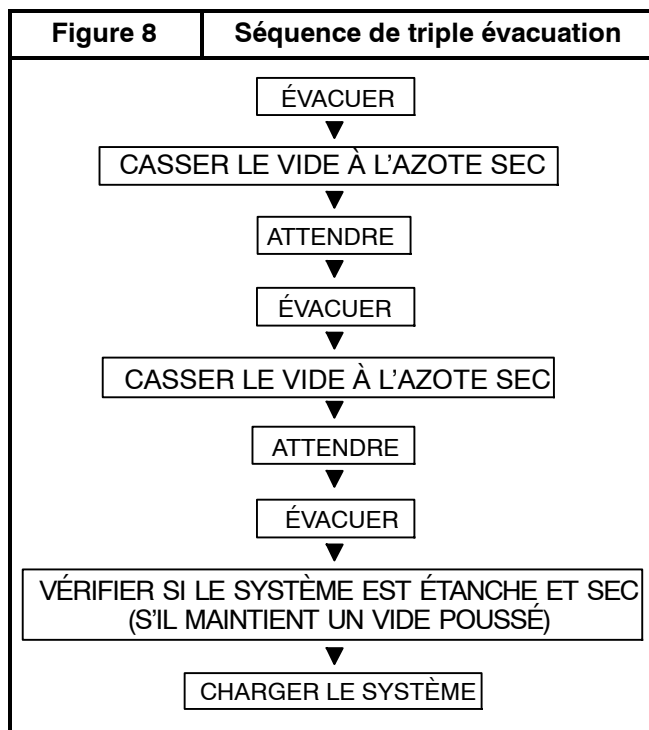 Figure 8
Séquence de triple évacuation
ÉVACUER
CASSER LE VIDE À L'AZOTE SEC
ATTENDRE
ÉVACUER
CASSER LE VIDE À L'AZOTE SEC
ATTENDRE
ÉVACUER
VÉRIFIER SI LE SYSTÈME EST ÉTANCHE ET SEC
(S'IL MAINTIENT UN VIDE POUSSÉ)
CHARGER LE SYSTÈME